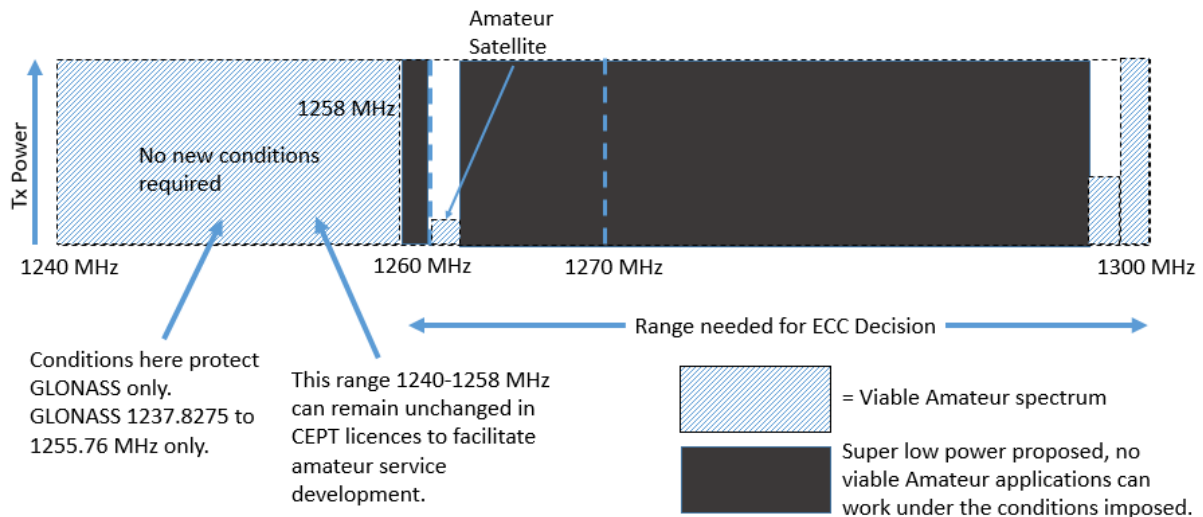 Amateur
Satellite
Tx Power
1258 MHz
No new conditions
required
1240 MHz
1260 MHz
1270 MHz
1300 MHz
Range needed for ECC Decision
Conditions here protect
GLONASS only.
GLONASS 1237.8275 to
1255.76 MHz only.
This range 1240-1258 MHz
can remain unchanged in
CEPT licences to facilitate
amateur service
development.
= Viable Amateur spectrum
Super low power proposed, no
viable Amateur applications can
work under the conditions imposed.